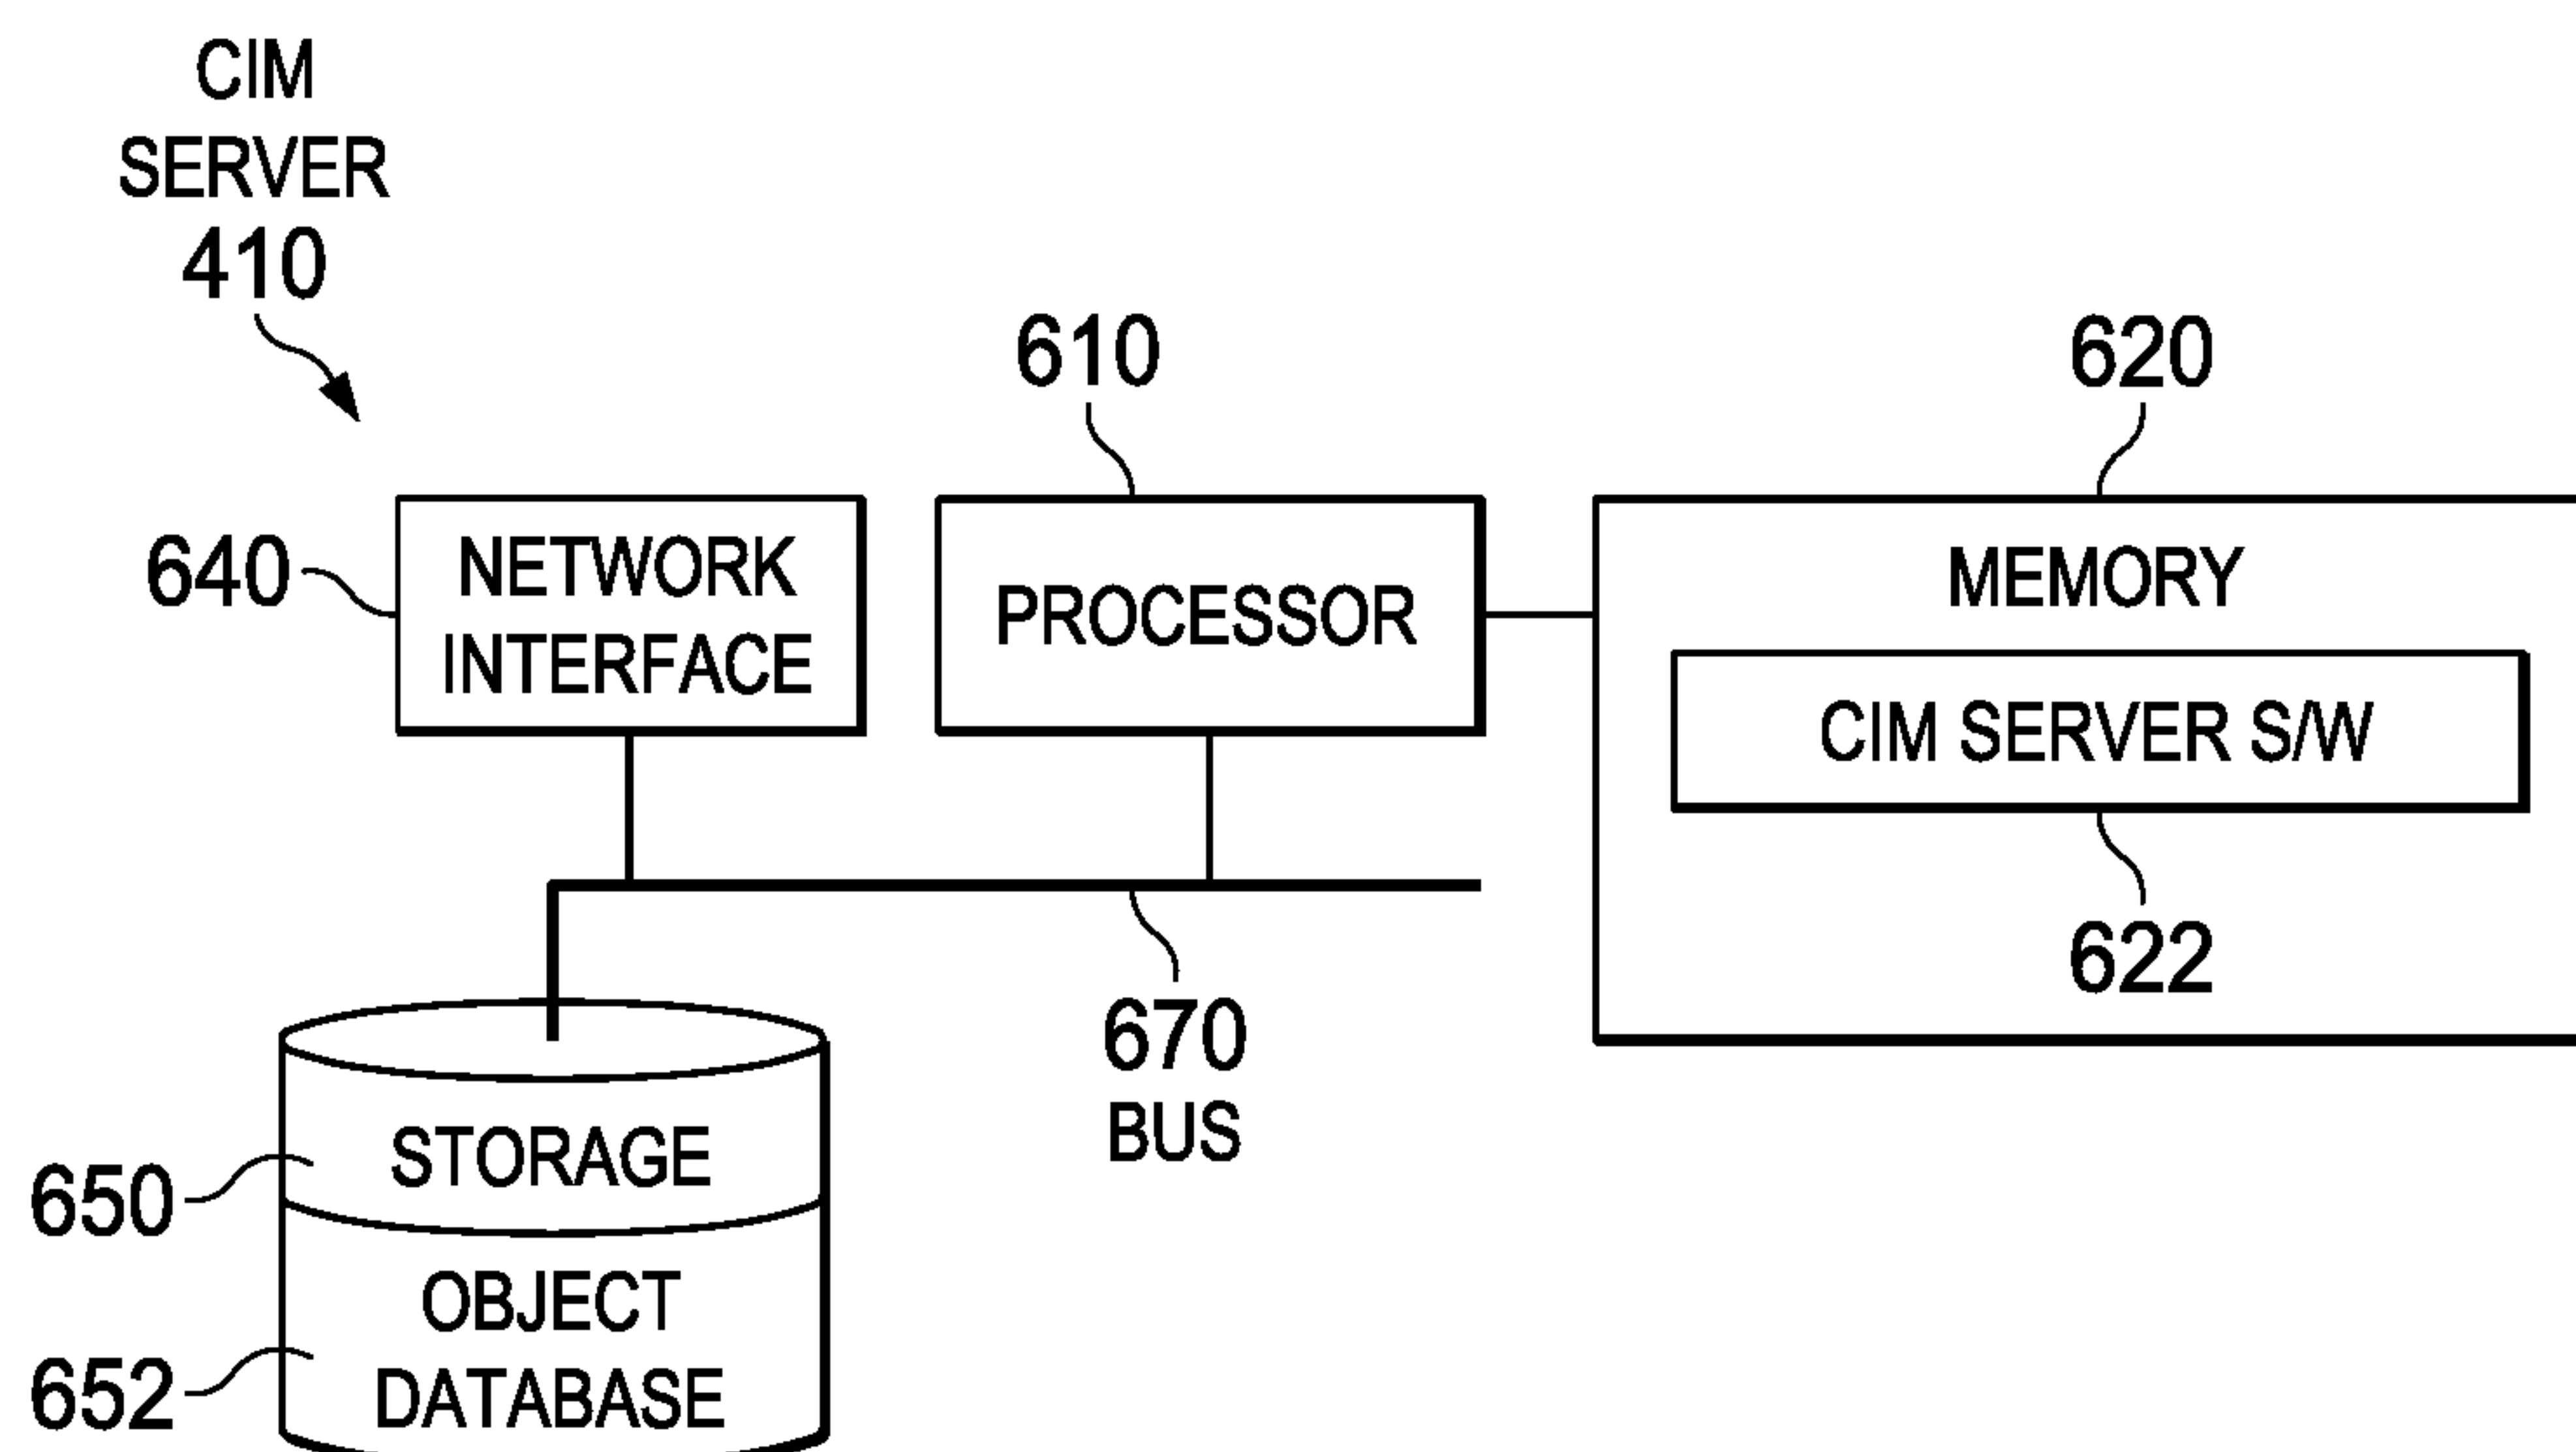 CIM
SERVER
410
610
620
640
NETWORK
INTERFACE
PROCESSOR
MEMORY
CIM SERVER S/W
622
670
BUS
650
STORAGE
652
OBJECT
DATABASE